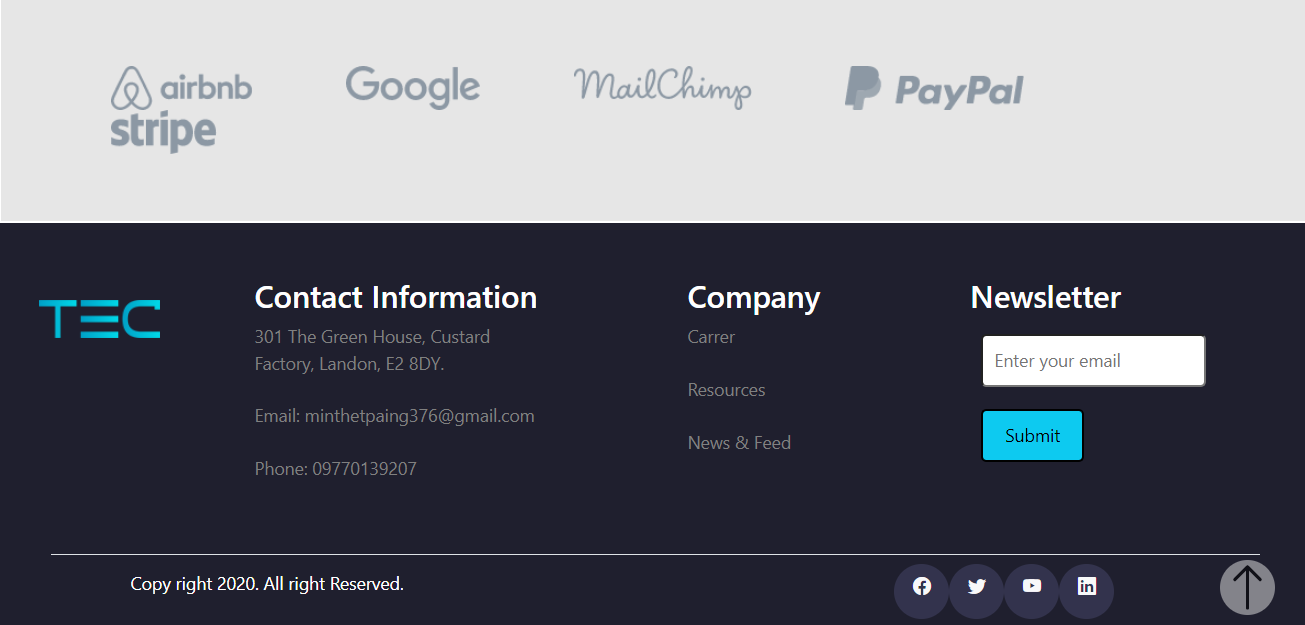 airbnb Google MailChimp PayPal
stripe
TEC
Contact Information
301 The Green House, Custard
Factory, Landon, E2 8DY.
Email: minthetpaing376@gmail.com
Phone: 09770139207
Company
Carrer
Resources
News & Feed
Newsletter
Enter your email
Submit
Copy right 2020. All right Reserved.